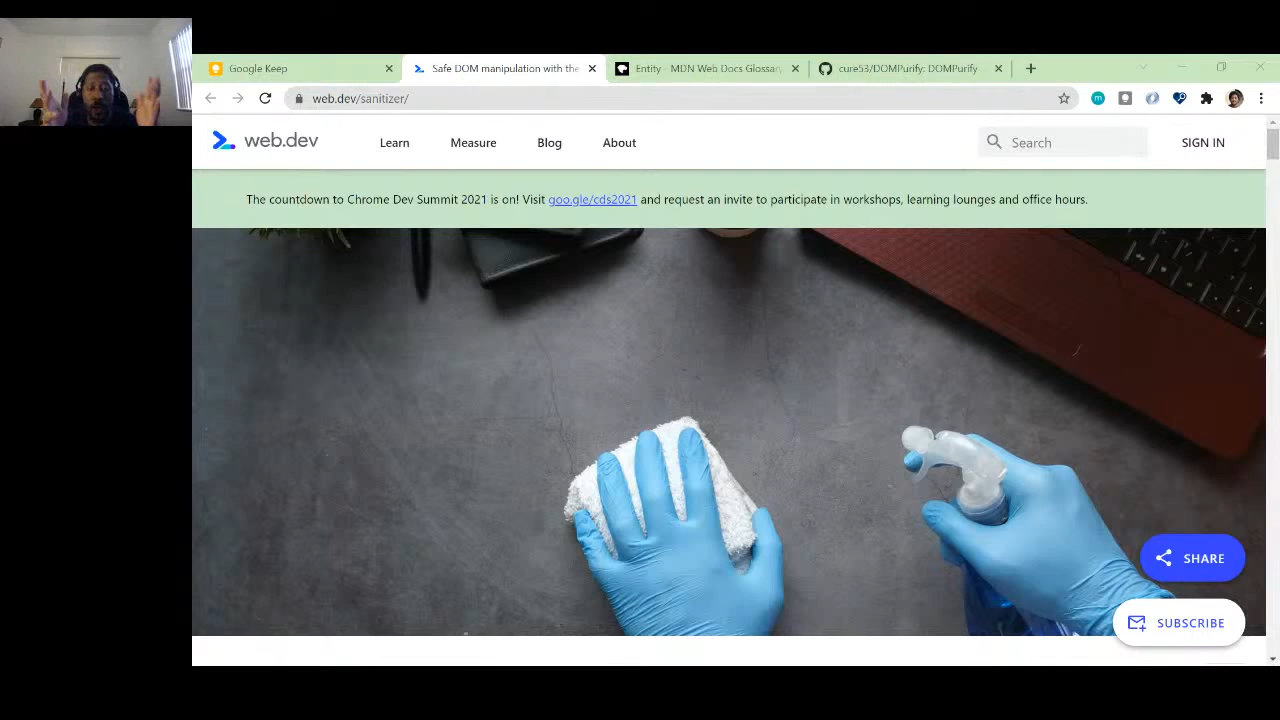 Google Keep
Safe DOM manipulation with the
Entity - MDN Web Docs Glossary
cure53/DOMPurify: DOMPurify
web.dev/sanitizer/
web.dev
Learn
Measure
Blog
About
Search
SIGN IN
The countdown to Chrome Dev Summit 2021 is on! Visit goo.gle/cds2021 and request an invite to participate in workshops, learning lounges and office hours.
SHARE
SUBSCRIBE